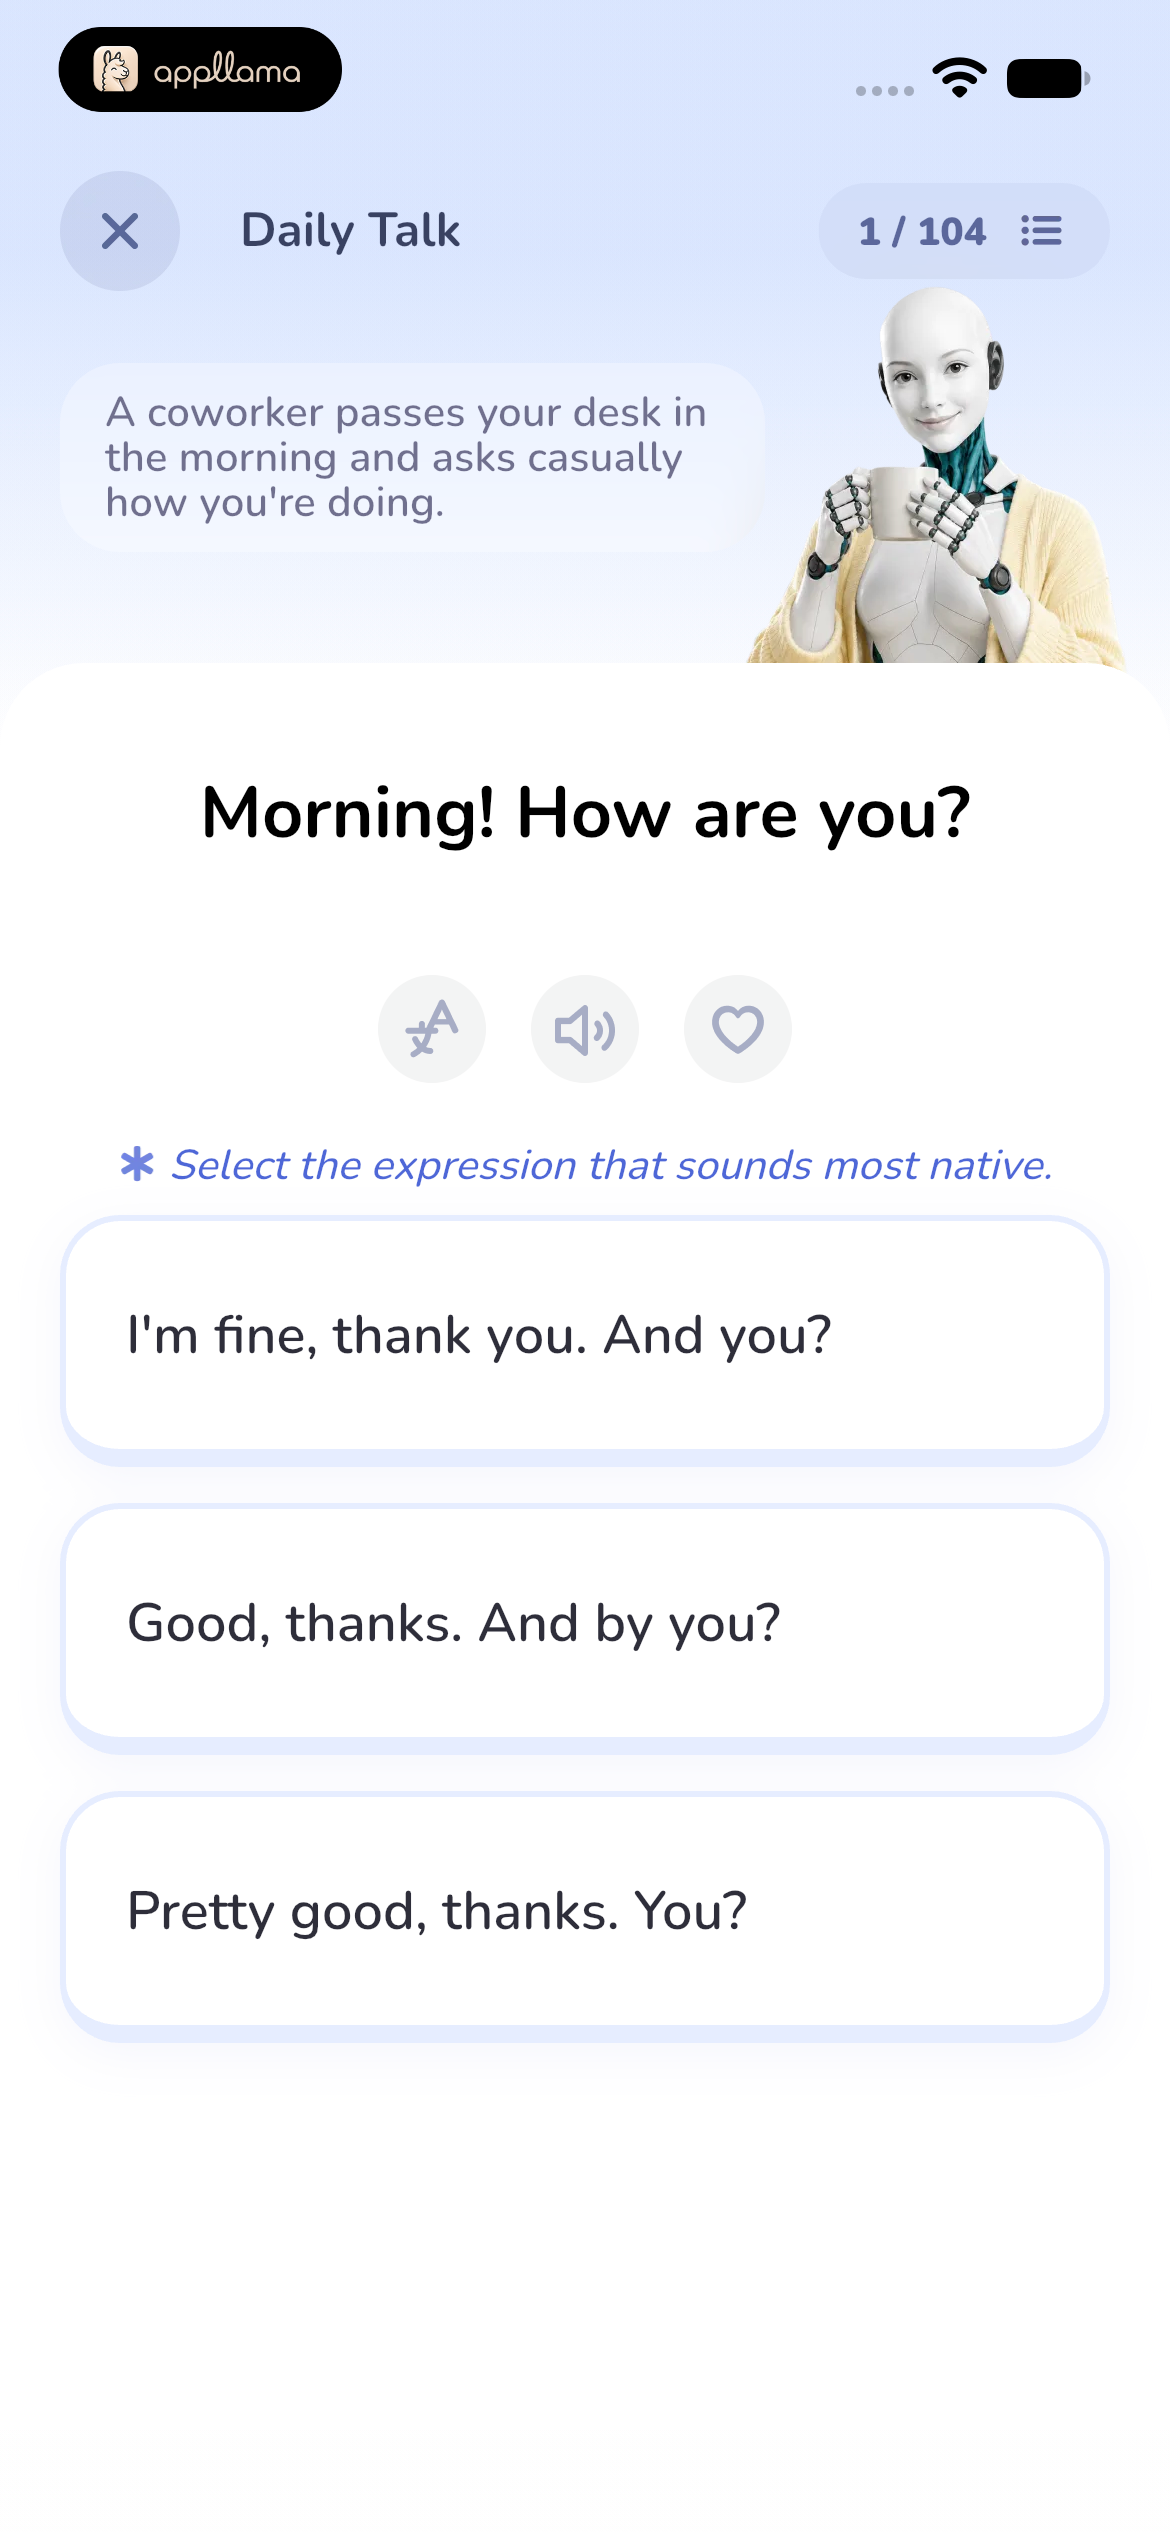 appllama
Daily Talk
1 / 104
A coworker passes your desk in
the morning and asks casually
how you're doing.
Morning! How are you?
Select the expression that sounds most native.
I'm fine, thank you. And you?
Good, thanks. And by you?
Pretty good, thanks. You?